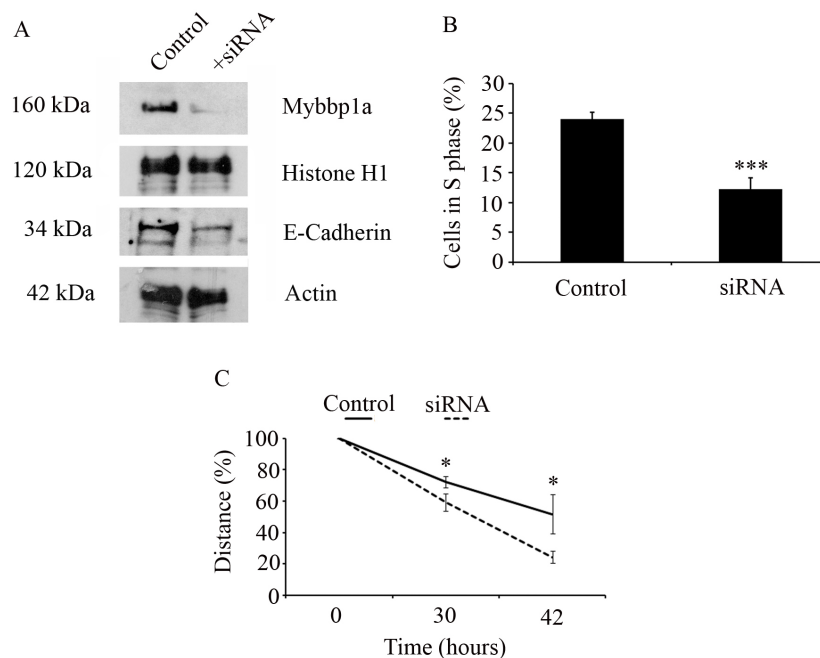 A
Control
+siRNA
160 kDa
Mybbp1a
120 kDa
Histone H1
34 kDa
E-Cadherin
42 kDa
Actin
B
Cells in S phase (%)
30
25
20
15
10
5
0
***
Control
siRNA
C
Control
siRNA
Distance (%)
100
80
60
40
20
0
*
*
0
30
42
Time (hours)